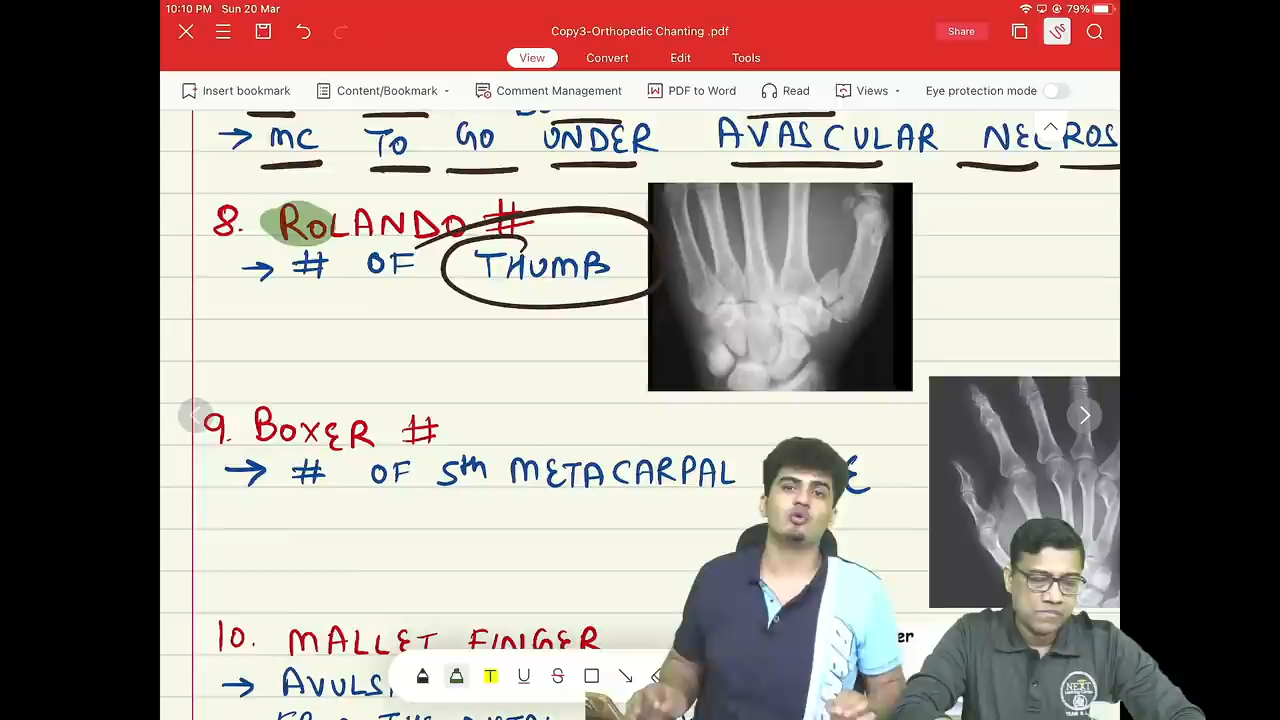 10:10 PM Sun 20 Mar
79%
Copy3-Orthopedic Chanting .pdf
Share
View Convert Edit Tools
Insert bookmark Content/Bookmark Comment Management PDF to Word Read Views Eye protection mode
→ MC TO GO UNDER AVASCULAR NECROS
8. ROLANDO #
→ # OF THUMB
9. BOXER #
→ # OF 5th METACARPAL
10. MALLET FINGER
→ AVULS
T U S
NEXT